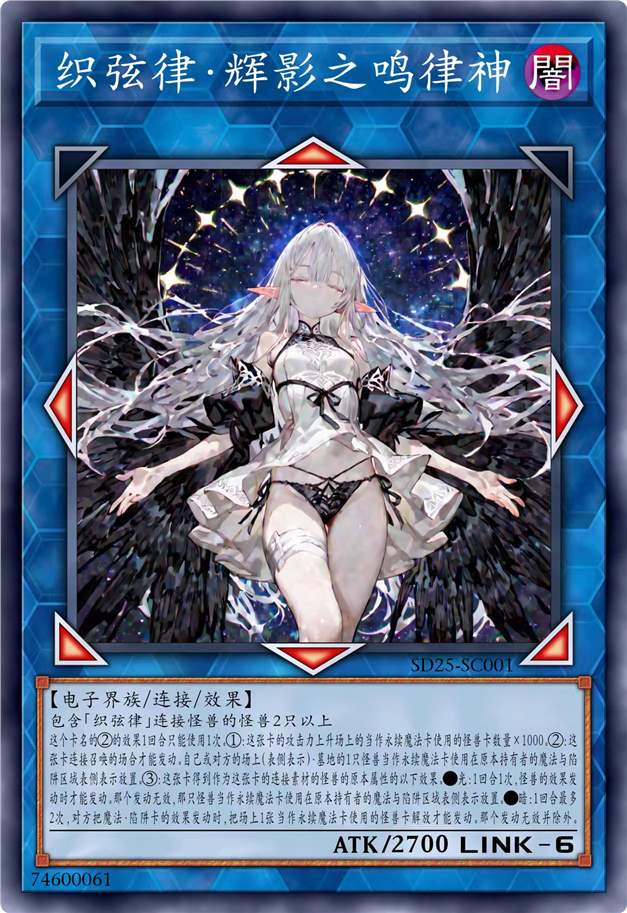 织弦律·辉影之鸣律神
闇
SD25-SC001
【电子界族/连接/效果】
包含「织弦律」连接怪兽的怪兽2只以上
这个卡名的②的效果1回合只能使用1次。①:这张卡的攻击力上升场上的当作永续魔法卡使用的怪兽卡数量×1000。②:这
张卡连接召唤的场合才能发动。自己或对方的场上(表侧表示)·墓地的1只怪兽当作永续魔法卡使用在原本持有者的魔法与陷
阱区域表侧表示放置。③:这张卡得到作为这张卡的连接素材的怪兽的原本属性的以下效果。●光:1回合1次,怪兽的效果发
动时才能发动。那个发动无效,那只怪兽当作永续魔法卡使用在原本持有者的魔法与陷阱区域表侧表示放置。●暗:1回合最多
2次,对方把魔法·陷阱卡的效果发动时,把场上1张当作永续魔法卡使用的怪兽卡解放才能发动。那个发动无效并除外。
ATK/2700 LINK-6
74600061